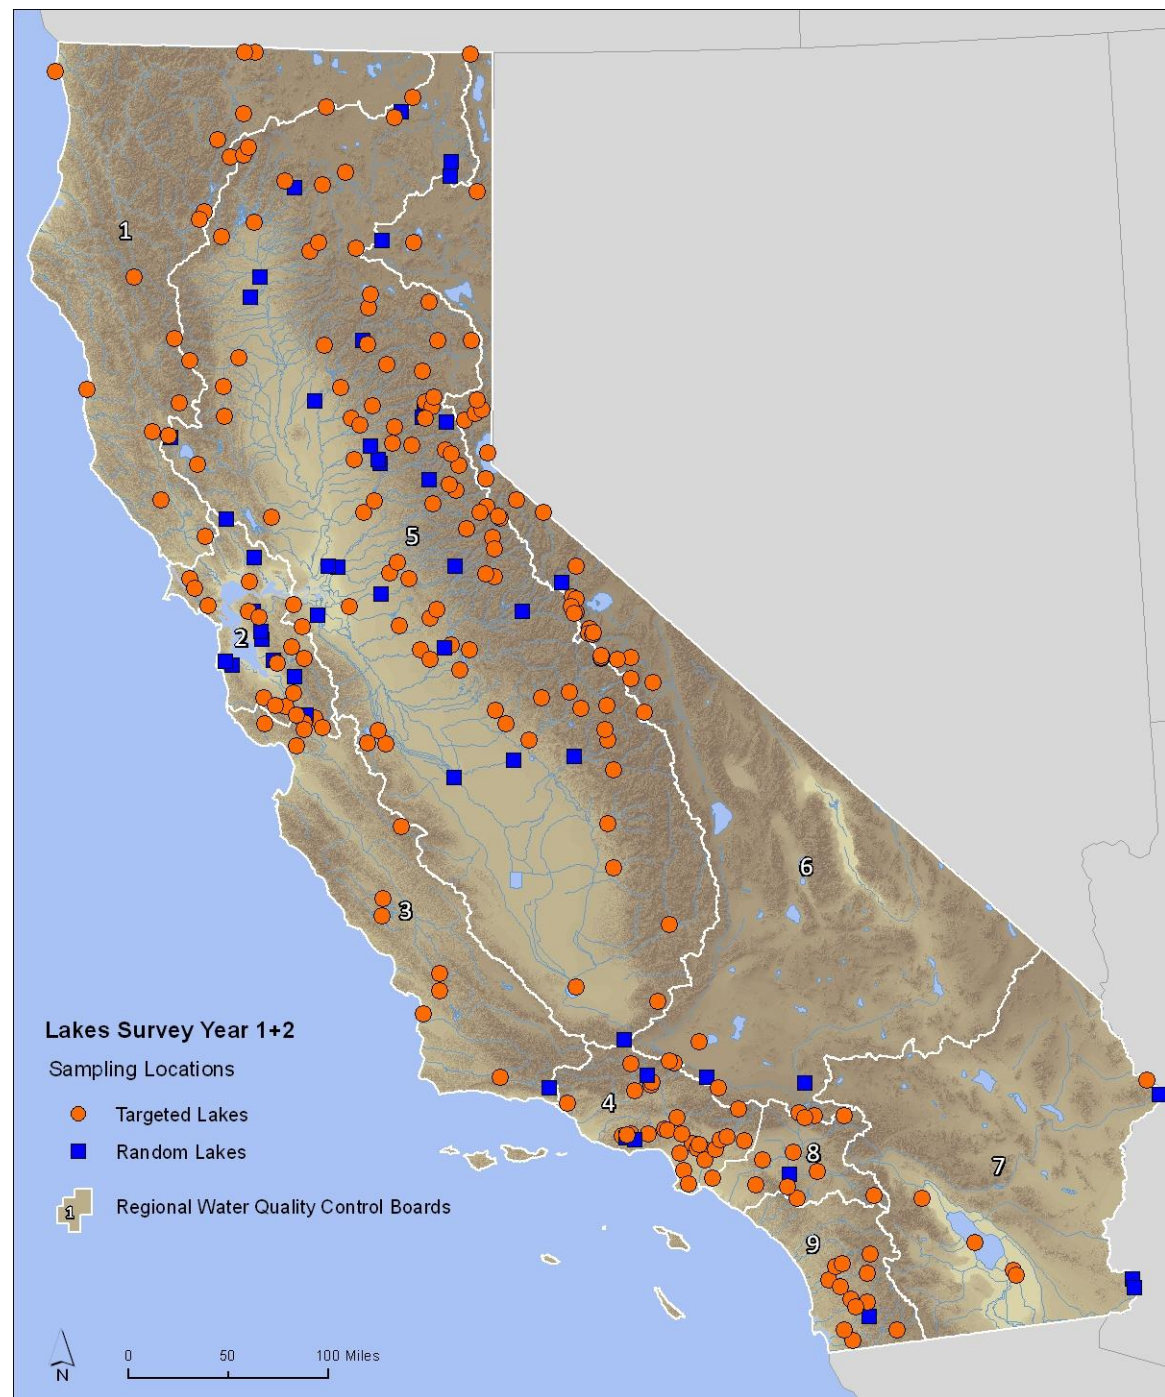 1
5
2
6
3
Lakes Survey Year 1+2
Sampling Locations
Targeted Lakes
Random Lakes
1
Regional Water Quality Control Boards
4
8
7
9
N
0 50 100 Miles